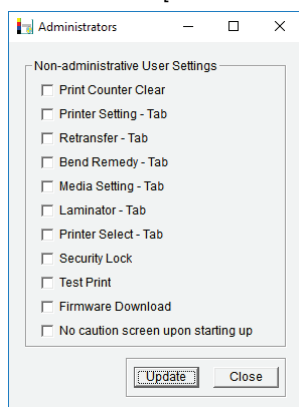 Administrators
Non-administrative User Settings
Print Counter Clear
Printer Setting - Tab
Retransfer - Tab
Bend Remedy - Tab
Media Setting - Tab
Laminator - Tab
Printer Select - Tab
Security Lock
Test Print
Firmware Download
No caution screen upon starting up
Update Close